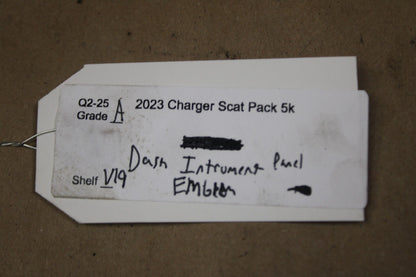 Q2-25
Grade A
2023 Charger Scat Pack 5k
Dash Intrument Panel
Emblem
Shelf V19